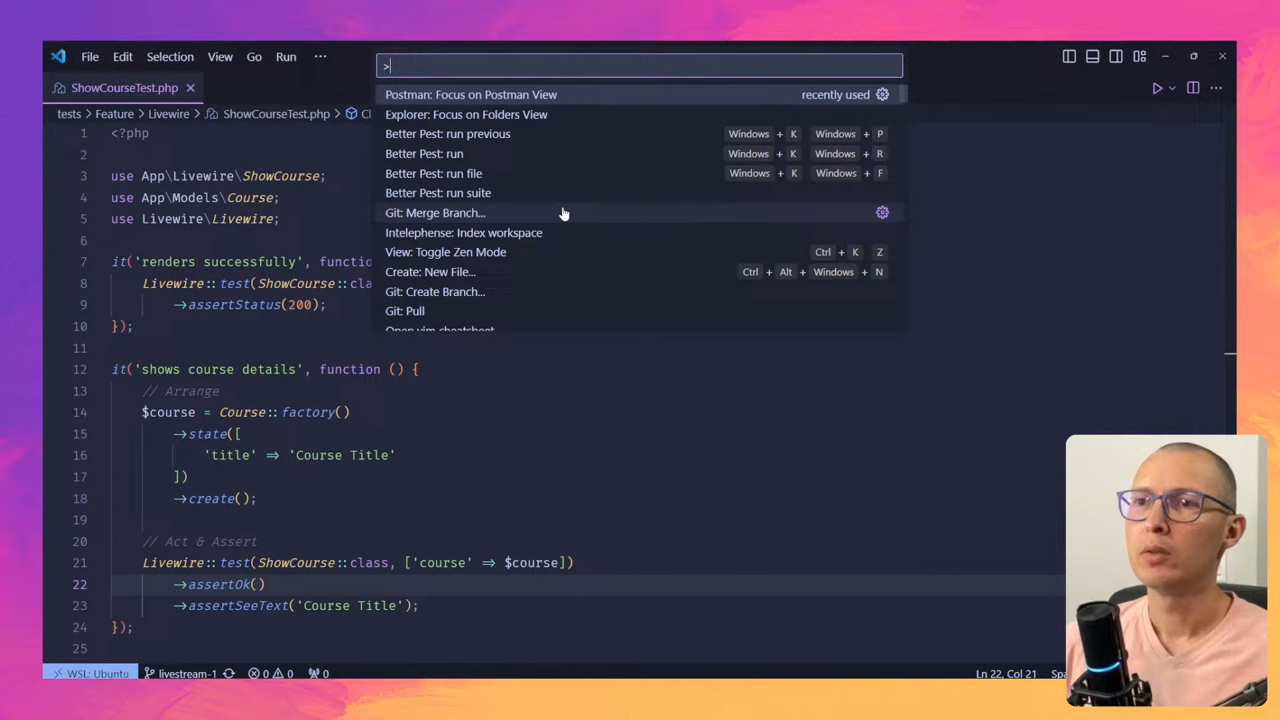 File Edit Selection View Go Run ···
>
ShowCourseTest.php
Postman: Focus on Postman View recently used
Explorer: Focus on Folders View
Better Pest: run previous Windows + K Windows + P
Better Pest: run Windows + K Windows + R
Better Pest: run file Windows + K Windows + F
Better Pest: run suite
Git: Merge Branch...
Intelephense: Index workspace
View: Toggle Zen Mode Ctrl + K Z
Create: New File... Ctrl + Alt + Windows + N
Git: Create Branch...
Git: Pull
Open vim cheatsheet
tests > Feature > Livewire > ShowCourseTest.php >
1 <?php
2
3 use App\Livewire\ShowCourse;
4 use App\Models\Course;
5 use Livewire\Livewire;
6
7 it('renders successfully', functio
8 Livewire::test(ShowCourse::clas
9 →assertStatus(200);
10 });
11
12 it('shows course details', function () {
13 // Arrange
14 $course = Course::factory()
15 →state([
16 'title' ⇒ 'Course Title'
17 ])
18 →create();
19
20 // Act & Assert
21 Livewire::test(ShowCourse::class, ['course' ⇒ $course])
22 →assertOk()
23 →assertSeeText('Course Title');
24 });
25
WSL: Ubuntu livestream-1 0 0 0 Ln 22, Col 21